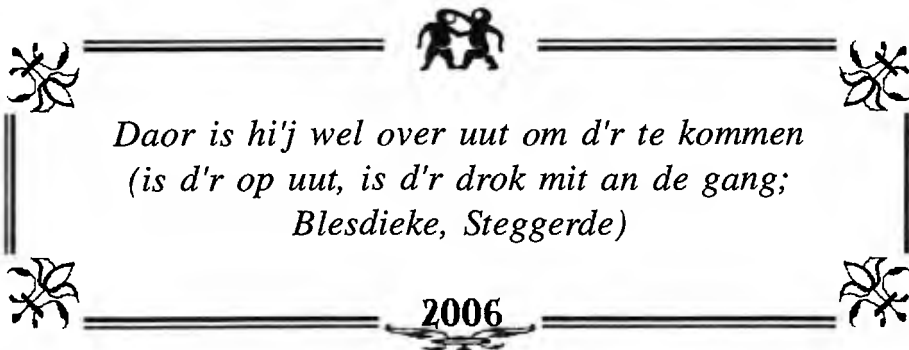 Daor is hi'j wel over uut om d'r te kommen
(is d'r op uut, is d'r drok mit an de gang;
Blesdieke, Steggerde)
2006